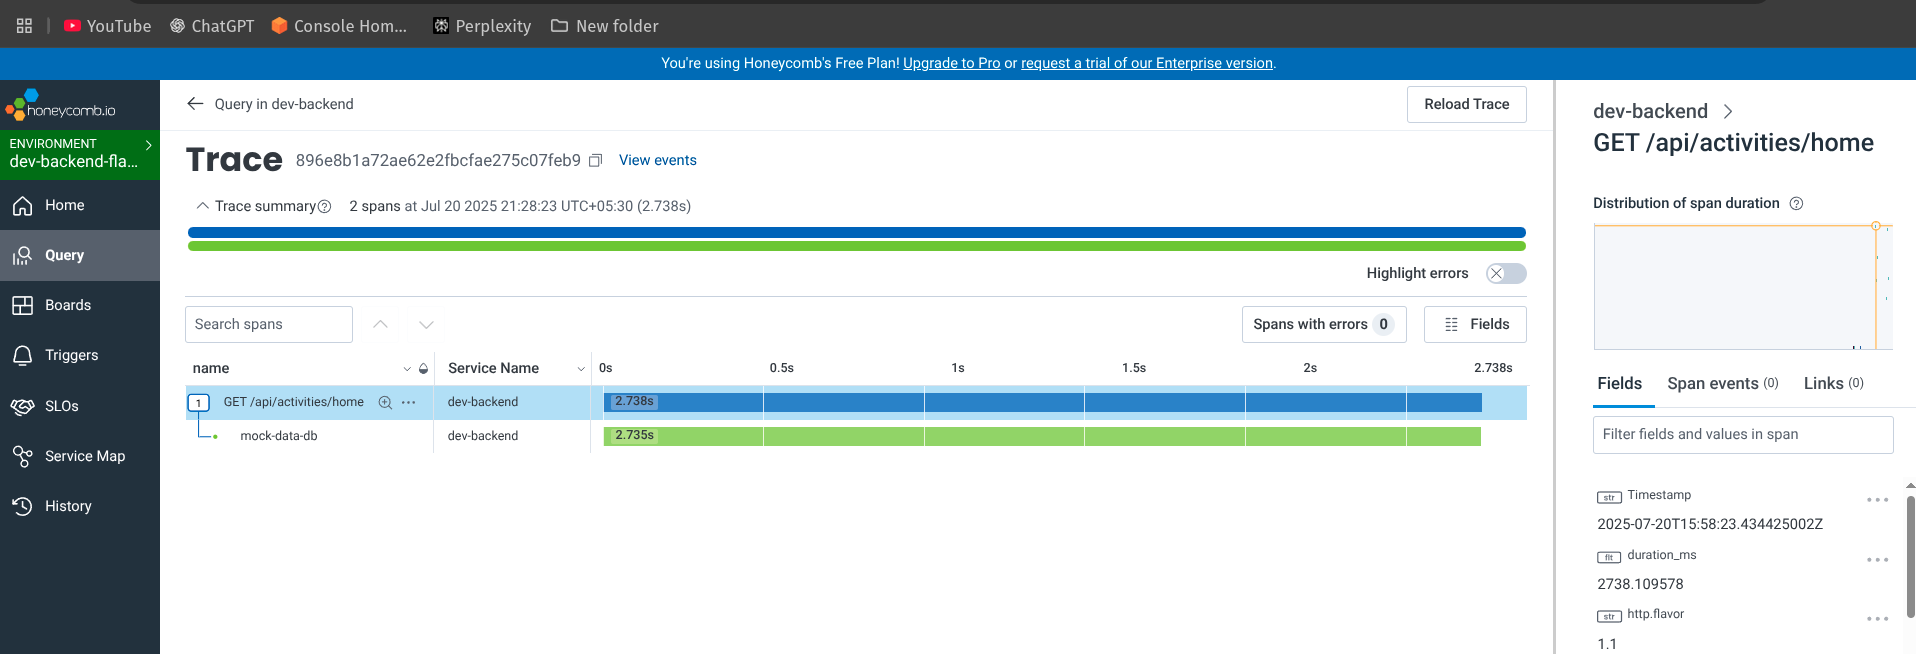 YouTube ChatGPT Console Hom... Perplexity New folder
You're using Honeycomb's Free Plan! Upgrade to Pro or request a trial of our Enterprise version.
honeycomb.io
ENVIRONMENT
dev-backend-fla...
Home
Query
Boards
Triggers
SLOs
Service Map
History
Query in dev-backend
Reload Trace
Trace 896e8b1a72ae62e2fbcfae275c07feb9 View events
Trace summary 2 spans at Jul 20 2025 21:28:23 UTC+05:30 (2.738s)
Highlight errors
Search spans
Spans with errors 0
Fields
name Service Name 0s 0.5s 1s 1.5s 2s 2.738s
1 GET /api/activities/home dev-backend 2.738s
mock-data-db dev-backend 2.735s
dev-backend
GET /api/activities/home
Distribution of span duration
Fields Span events (0) Links (0)
Filter fields and values in span
str Timestamp
2025-07-20T15:58:23.434425002Z
flt duration_ms
2738.109578
str http.flavor
1.1